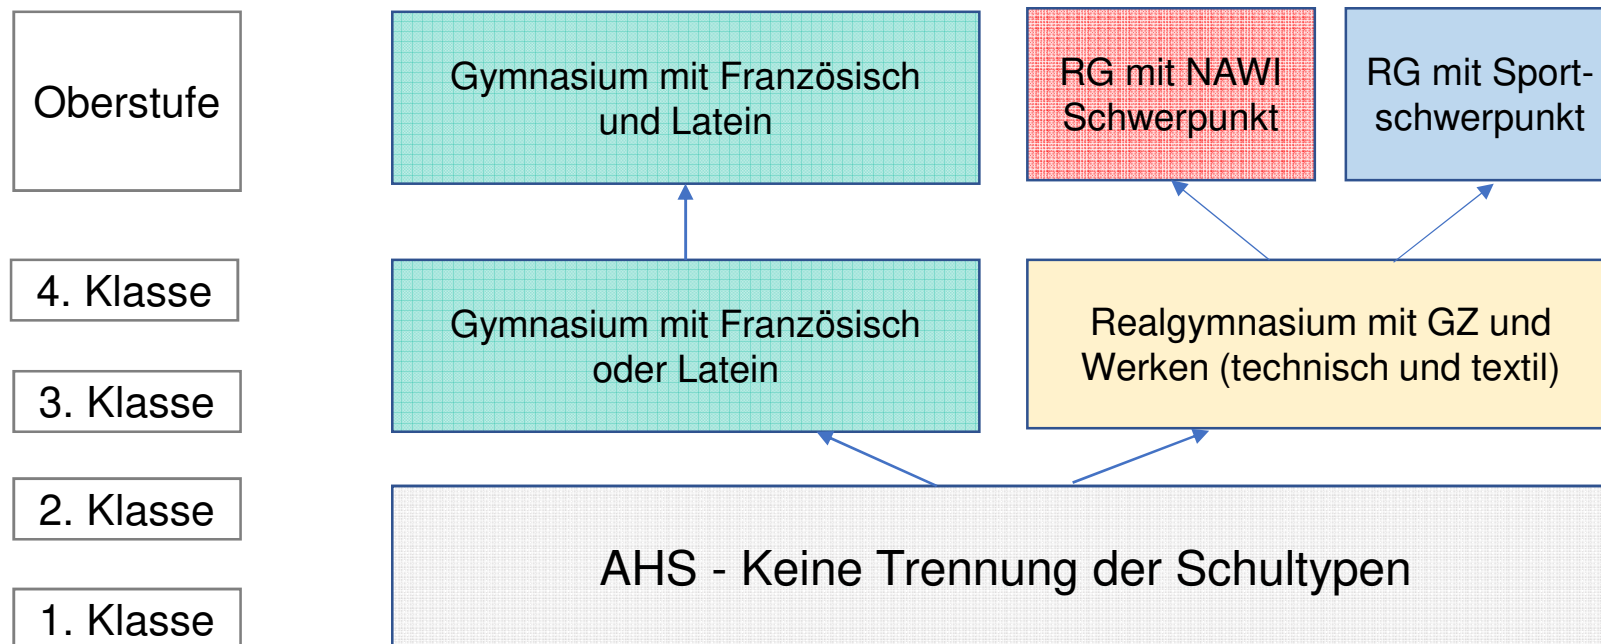 Oberstufe
Gymnasium mit Französisch
und Latein
RG mit NAWI
Schwerpunkt
RG mit Sport-
schwerpunkt
4. Klasse
3. Klasse
Gymnasium mit Französisch
oder Latein
Realgymnasium mit GZ und
Werken (technisch und textil)
2. Klasse
1. Klasse
AHS - Keine Trennung der Schultypen